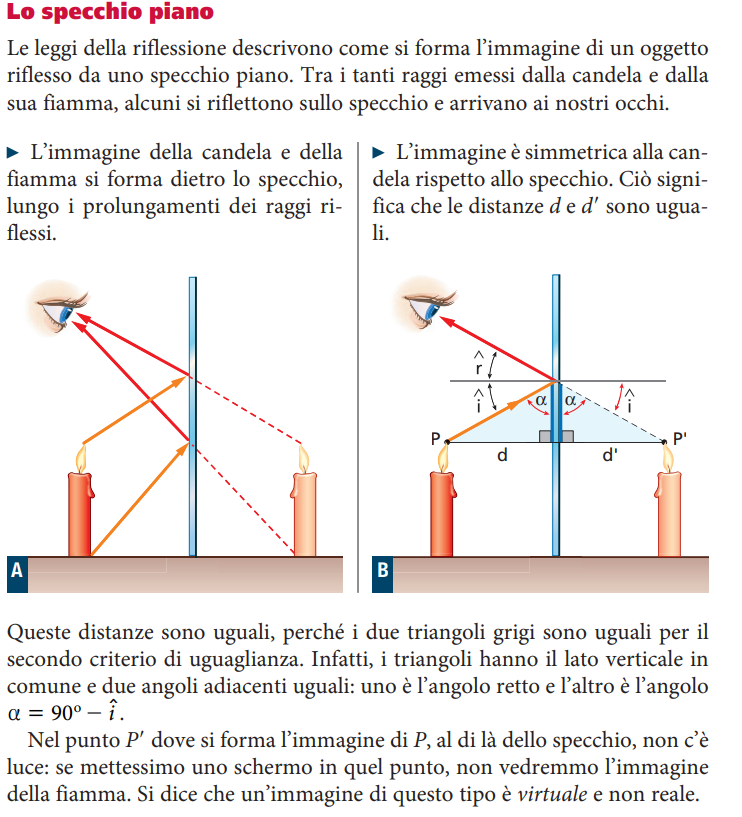 Lo specchio piano
Le leggi della riflessione descrivono come si forma l'immagine di un oggetto
riflesso da uno specchio piano. Tra i tanti raggi emessi dalla candela e dalla
sua fiamma, alcuni si riflettono sullo specchio e arrivano ai nostri occhi.
► L'immagine della candela e della
fiamma si forma dietro lo specchio,
lungo i prolungamenti dei raggi ri-
flessi.
A
► L'immagine è simmetrica alla can-
dela rispetto allo specchio. Ciò signi-
fica che le distanze d e d′ sono ugua-
li.
r̂
î α α î
P P'
d d'
B
Queste distanze sono uguali, perché i due triangoli grigi sono uguali per il
secondo criterio di uguaglianza. Infatti, i triangoli hanno il lato verticale in
comune e due angoli adiacenti uguali: uno è l'angolo retto e l'altro è l'angolo
α = 90° − î.
Nel punto P′ dove si forma l'immagine di P, al di là dello specchio, non c'è
luce: se mettessimo uno schermo in quel punto, non vedremmo l'immagine
della fiamma. Si dice che un'immagine di questo tipo è virtuale e non reale.